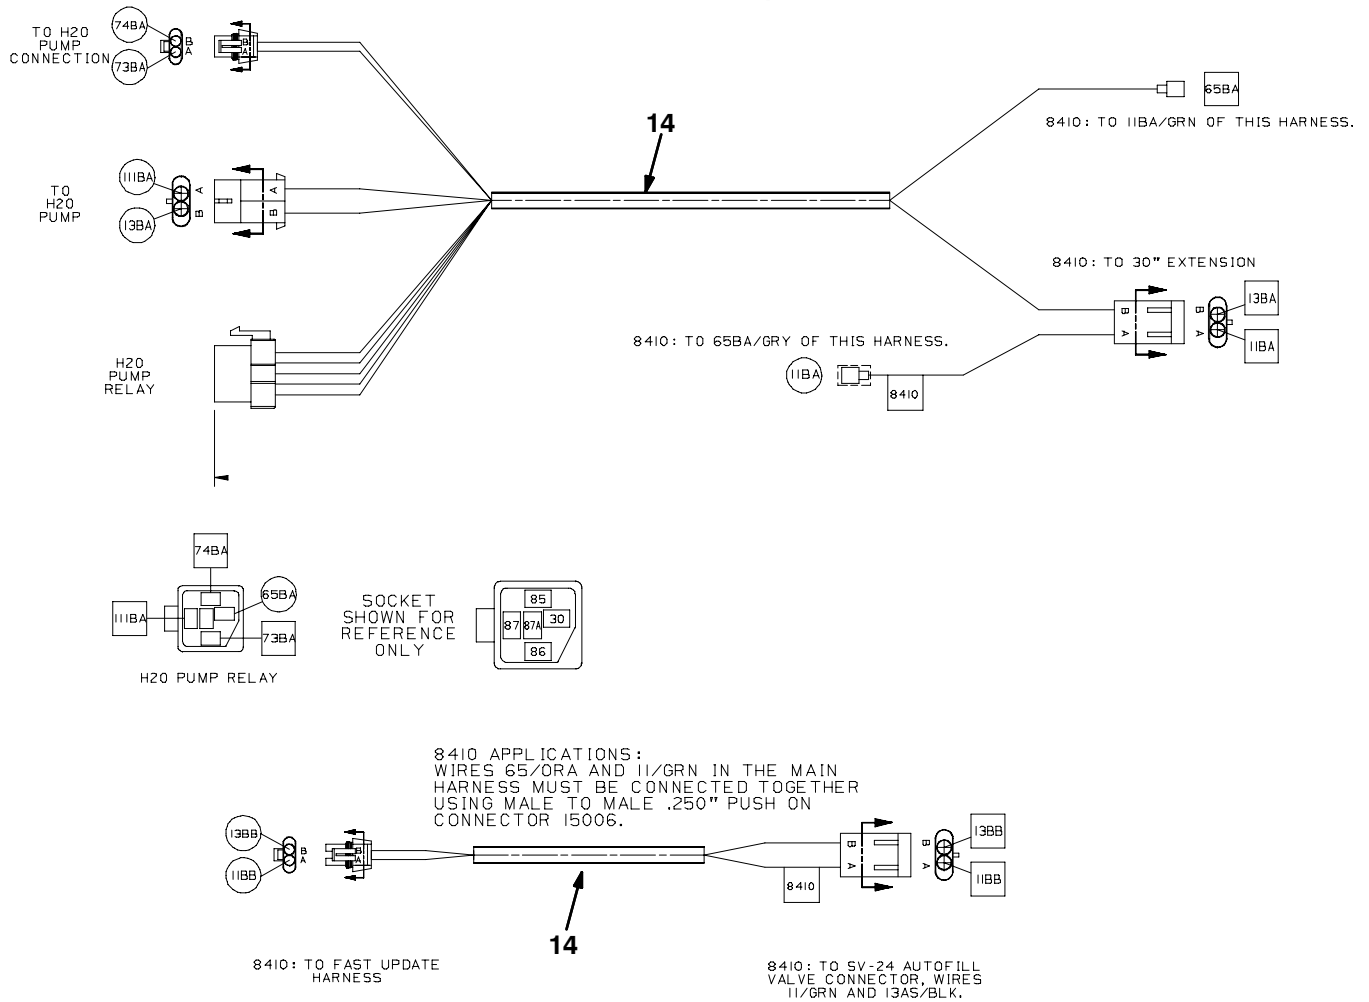 TO H20
PUMP
CONNECTION
74BA
73BA
B
A
B
A
14
65BA
8410: TO 11BA/GRN OF THIS HARNESS.
TO
H20
PUMP
111BA
13BA
A
B
A
B
8410: TO 30" EXTENSION
B
A
B
A
13BA
11BA
8410: TO 65BA/GRY OF THIS HARNESS.
11BA
8410
H20
PUMP
RELAY
74BA
65BA
111BA
73BA
H20 PUMP RELAY
SOCKET
SHOWN FOR
REFERENCE
ONLY
85
87
87A
30
86
8410 APPLICATIONS:
WIRES 65/ORA AND 11/GRN IN THE MAIN
HARNESS MUST BE CONNECTED TOGETHER
USING MALE TO MALE .250" PUSH ON
CONNECTOR 15006.
13BB
11BB
B
A
B
A
14
8410
B
A
B
A
13BB
11BB
8410: TO FAST UPDATE
HARNESS
8410: TO SV-24 AUTOFILL
VALVE CONNECTOR, WIRES
11/GRN AND 13AS/BLK.